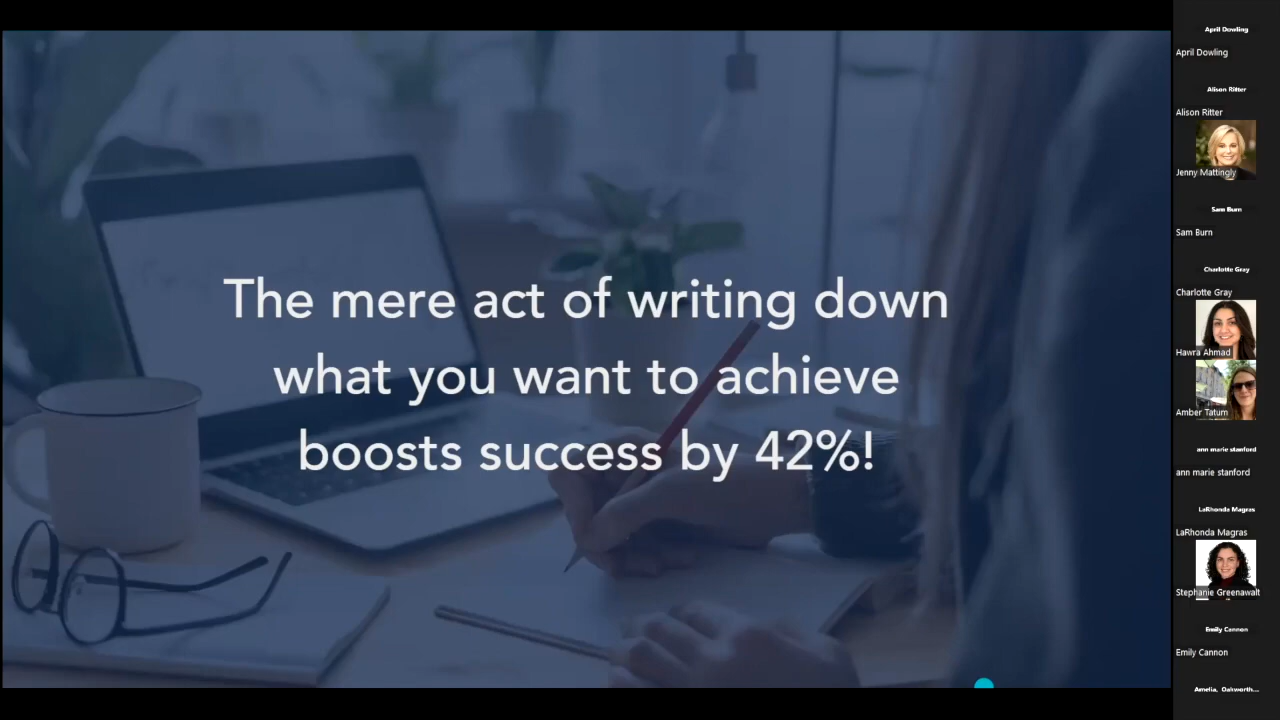 The mere act of writing down
what you want to achieve
boosts success by 42%!
April Dowling
April Dowling
Alison Ritter
Alison Ritter
Jenny Mattingly
Sam Burn
Sam Burn
Charlotte Gray
Charlotte Gray
Hawra Ahmad
Amber Tatum
ann marie stanford
ann marie stanford
LaRhonda Magras
LaRhonda Magras
Stephanie Greenawalt
Emily Cannon
Emily Cannon
Amelia, Oakworth...